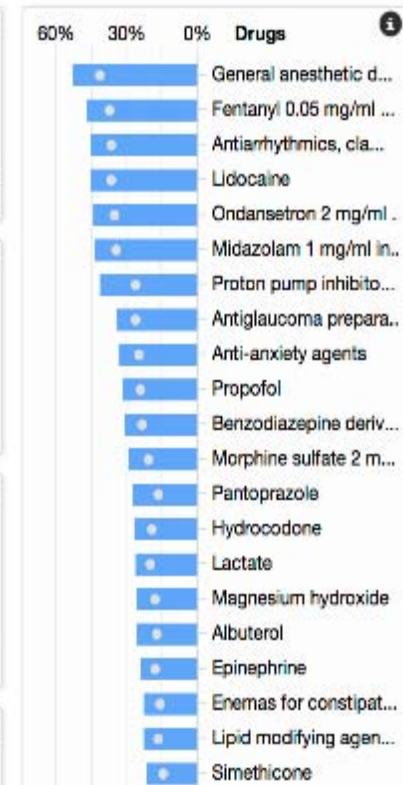 60% 30% 0% Drugs i
General anesthetic d...
Fentanyl 0.05 mg/ml ...
Antiarrhythmics, cla...
Lidocaine
Ondansetron 2 mg/ml .
Midazolam 1 mg/ml in..
Proton pump inhibito...
Antiglaucoma prepara..
Anti-anxiety agents
Propofol
Benzodiazepine deriv...
Morphine sulfate 2 m...
Pantoprazole
Hydrocodone
Lactate
Magnesium hydroxide
Albuterol
Epinephrine
Enemas for constipat...
Lipid modifying agen...
Simethicone